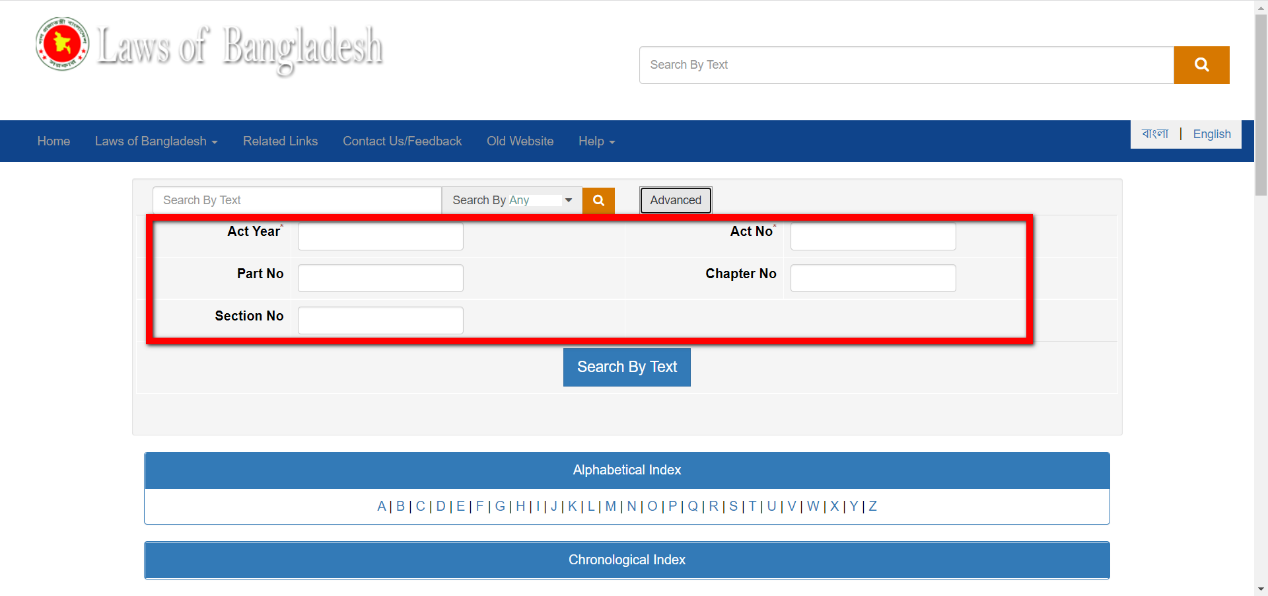 Laws of Bangladesh
Search By Text
Home Laws of Bangladesh Related Links Contact Us/Feedback Old Website Help
বাংলা | English
Search By Text Search By Any Advanced
Act Year* Act No*
Part No Chapter No
Section No
Search By Text
Alphabetical Index
A | B | C | D | E | F | G | H | I | J | K | L | M | N | O | P | Q | R | S | T | U | V | W | X | Y | Z
Chronological Index